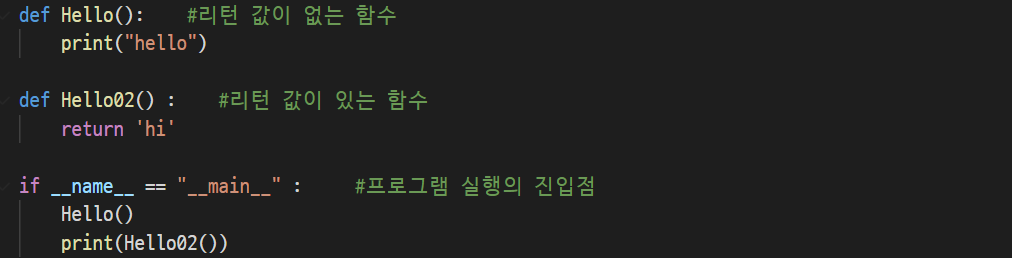 def Hello():    #리턴 값이 없는 함수
    print("hello")
def Hello02() :    #리턴 값이 있는 함수
    return 'hi'
if __name__ == "__main__" :     #프로그램 실행의 진입점
    Hello()
    print(Hello02())